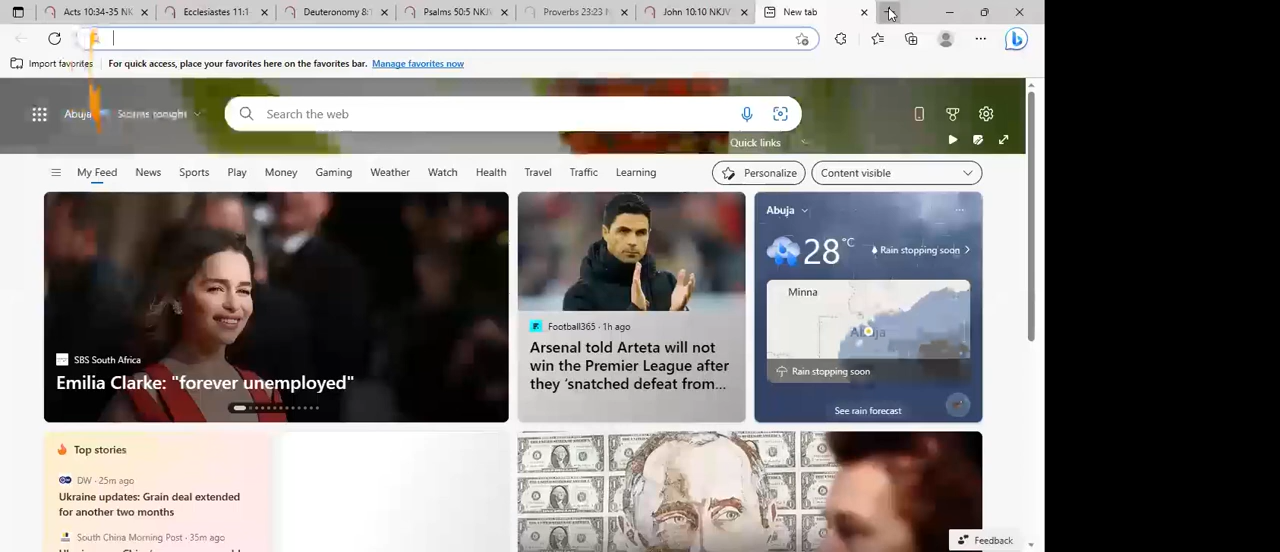 Acts 10:34-35 NK
Ecclesiastes 11:1
Deuteronomy 8:1
Psalms 50:5 NKJV
Proverbs 23:23 N
John 10:10 NKJV
New tab
Import favorites
For quick access, place your favorites here on the favorites bar. Manage favorites now
Abuja
Storms tonight
Search the web
Quick links
My Feed
News
Sports
Play
Money
Gaming
Weather
Watch
Health
Travel
Traffic
Learning
Personalize
Content visible
SBS South Africa
Emilia Clarke: "forever unemployed"
Football365 · 1h ago
Arsenal told Arteta will not
win the Premier League after
they ‘snatched defeat from...
Abuja
28 °C
Rain stopping soon
Minna
Abuja
Rain stopping soon
See rain forecast
Top stories
DW · 25m ago
Ukraine updates: Grain deal extended
for another two months
South China Morning Post · 35m ago
Feedback